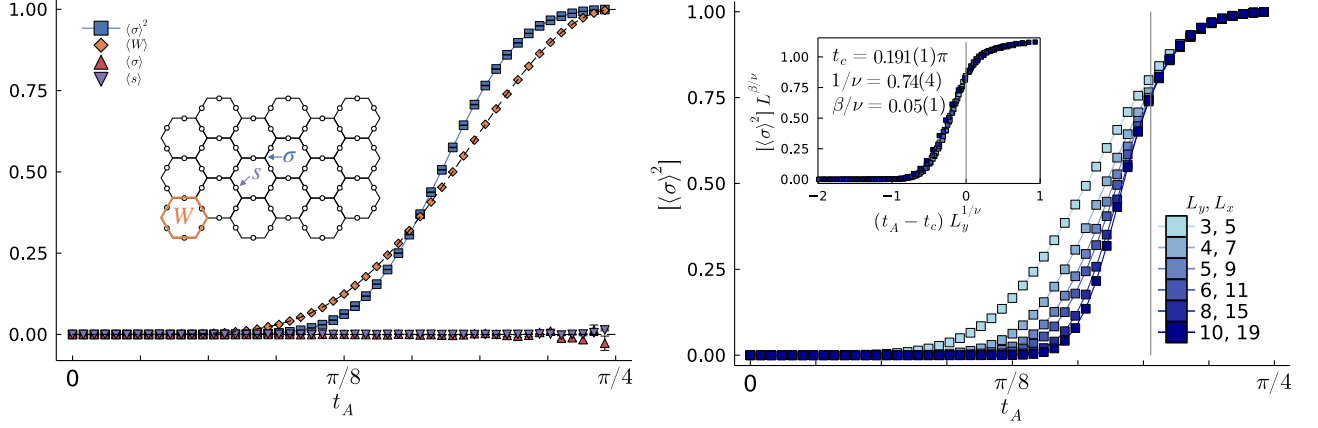 1.00
0.75
0.50
0.25
0.00
⟨σ⟩²
⟨W⟩
⟨σ⟩
⟨s⟩
σ
s
W
0
π/8
π/4
t_A
[⟨σ⟩²]
1.00
0.75
0.50
0.25
0.00
[⟨σ⟩²] L^{β/ν}
1.00
0.75
0.50
0.25
0.00
t_c = 0.191(1)π
1/ν = 0.74(4)
β/ν = 0.05(1)
−2
−1
0
1
(t_A − t_c) L_y^{1/ν}
L_y, L_x
3, 5
4, 7
5, 9
6, 11
8, 15
10, 19
0
π/8
π/4
t_A